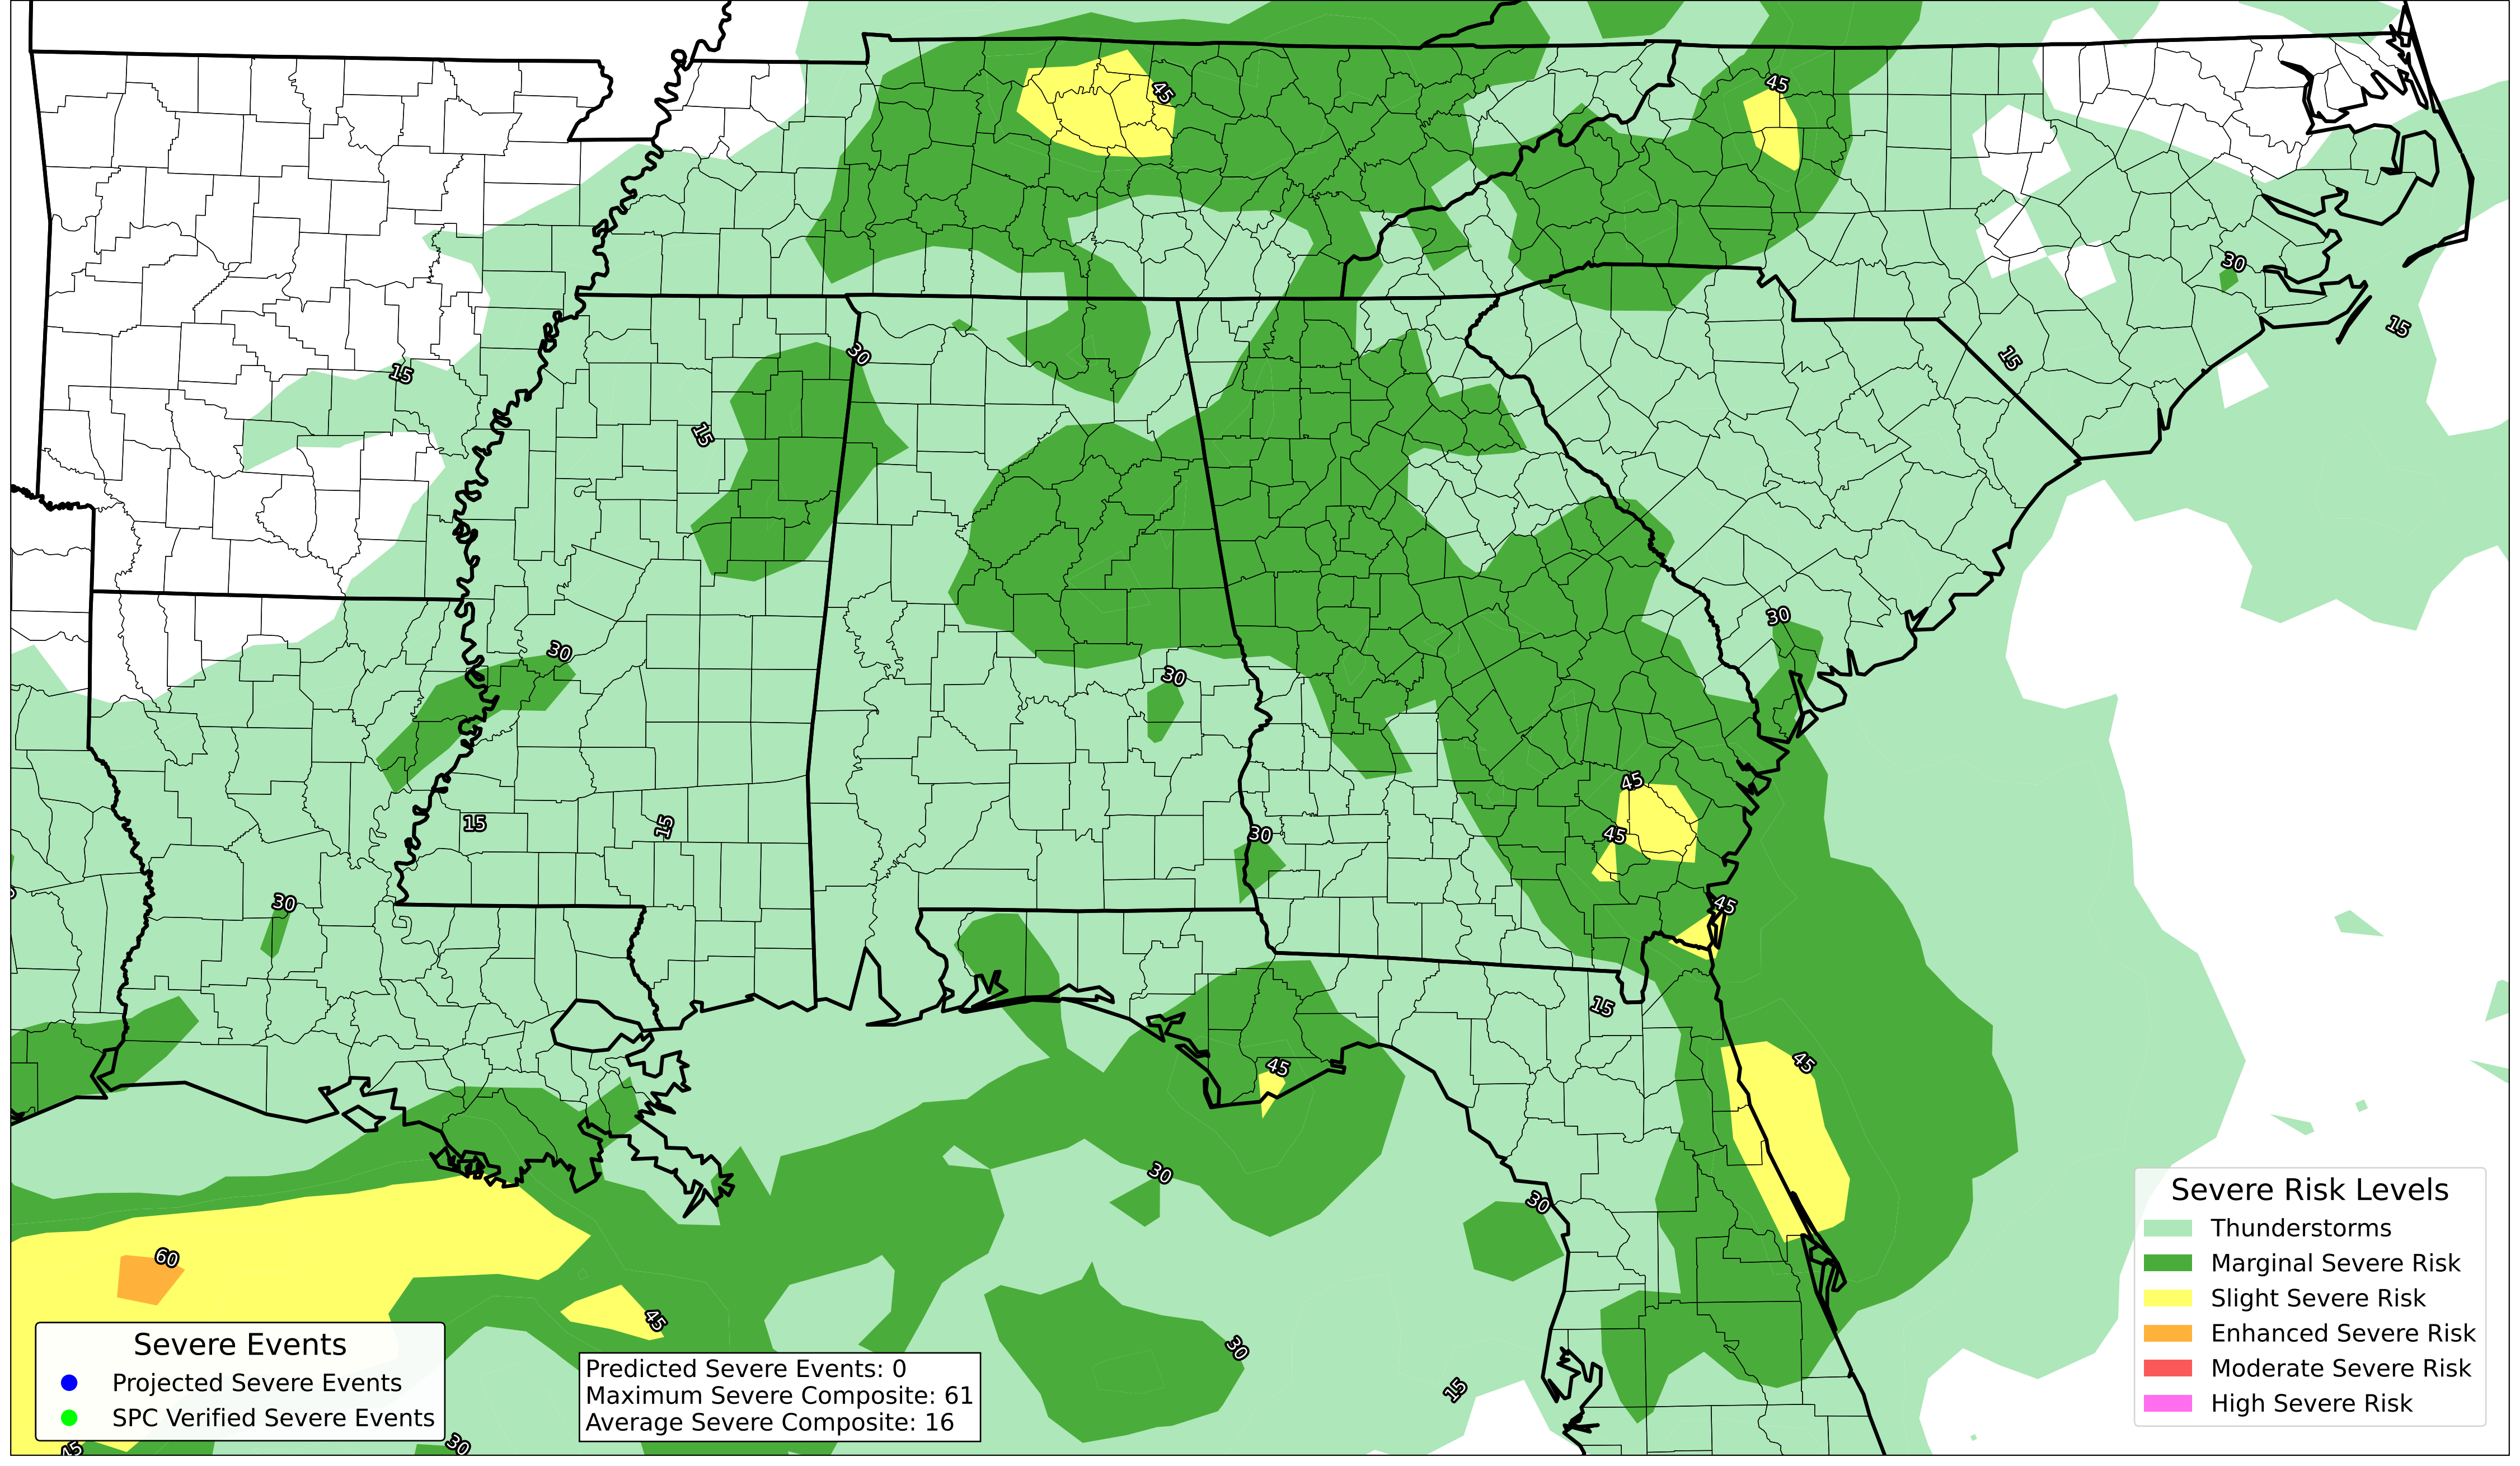 45
45
30
15
15
30
15
15
30
30
30
45
15
15
45
30
30
45
15
45
45
30
30
60
45
30
15
45
30
Severe Risk Levels
Thunderstorms
Marginal Severe Risk
Slight Severe Risk
Enhanced Severe Risk
Moderate Severe Risk
High Severe Risk
Severe Events
Projected Severe Events
SPC Verified Severe Events
Predicted Severe Events: 0
Maximum Severe Composite: 61
Average Severe Composite: 16